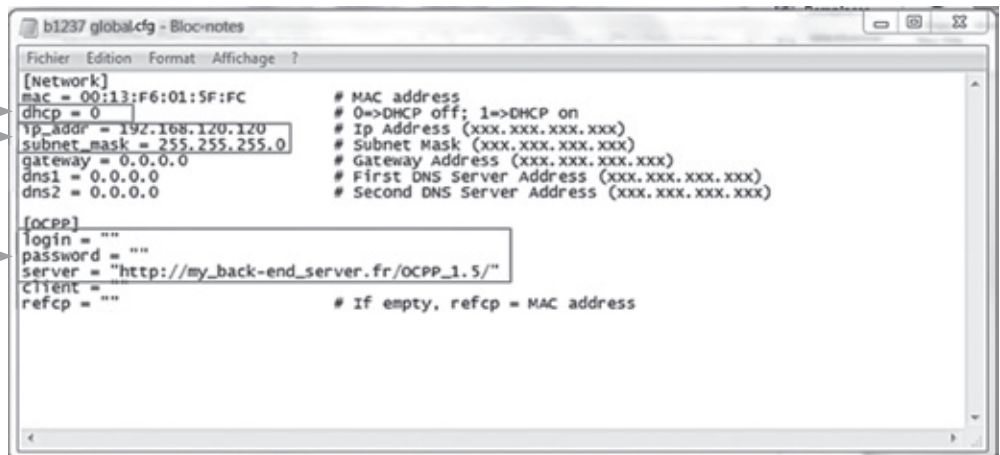 b1237 global.cfg - Bloc-notes
Fichier Edition Format Affichage ?
[Network]
mac = 00:13:F6:01:5F:FC # MAC address
dhcp = 0 # 0=>DHCP off; 1=>DHCP on
ip_addr = 192.168.120.120 # Ip Address (xxx.xxx.xxx.xxx)
subnet_mask = 255.255.255.0 # Subnet Mask (xxx.xxx.xxx.xxx)
gateway = 0.0.0.0 # Gateway Address (xxx.xxx.xxx.xxx)
dns1 = 0.0.0.0 # First DNS Server Address (xxx.xxx.xxx.xxx)
dns2 = 0.0.0.0 # Second DNS Server Address (xxx.xxx.xxx.xxx)
[OCPP]
login = ""
password = ""
server = "http://my_back-end_server.fr/OCPP_1.5/"
client = ""
refcp = "" # If empty, refcp = MAC address